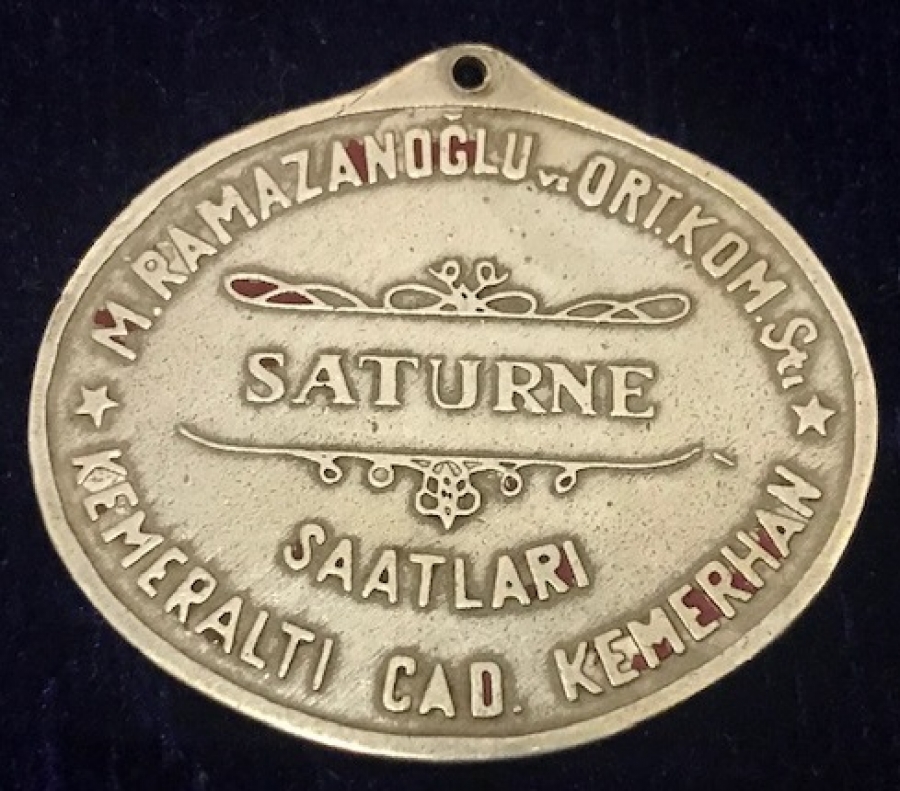 M. RAMAZANOĞLU ve ORT. KOM. Şti
SATURNE
SAATLARI
KEMERALTI CAD. KEMERHAN